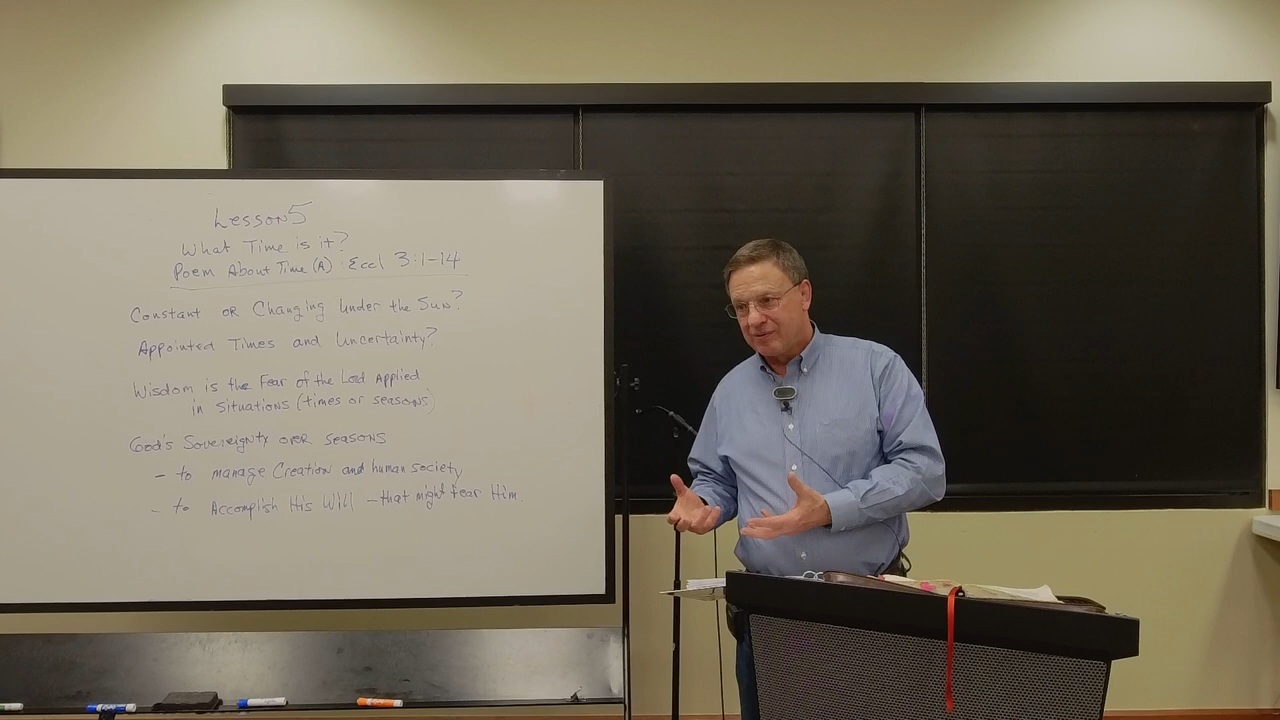 Lesson 5
What Time is it?
Poem About Time (A) : Eccl 3:1-14
Constant or Changing Under the Sun?
Appointed Times and Uncertainty?
Wisdom is the Fear of the Lord Applied
in Situations (times or seasons)
God's Sovereignty over seasons
- to manage Creation and human society
- to Accomplish His Will - that might fear Him.